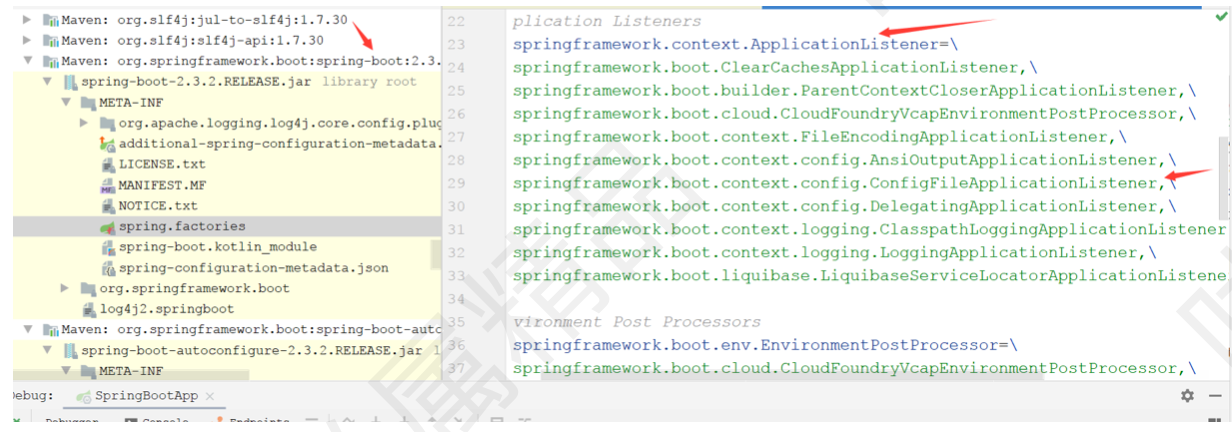 Maven: org.slf4j:jul-to-slf4j:1.7.30
Maven: org.slf4j:slf4j-api:1.7.30
Maven: org.springframework.boot:spring-boot:2.3.
spring-boot-2.3.2.RELEASE.jar library root
META-INF
org.apache.logging.log4j.core.config.plug
additional-spring-configuration-metadata.
LICENSE.txt
MANIFEST.MF
NOTICE.txt
spring.factories
spring-boot.kotlin_module
spring-configuration-metadata.json
org.springframework.boot
log4j2.springboot
Maven: org.springframework.boot:spring-boot-auto
spring-boot-autoconfigure-2.3.2.RELEASE.jar
META-INF
22 plication Listeners
23 springframework.context.ApplicationListener=\
24 springframework.boot.ClearCachesApplicationListener,\
25 springframework.boot.builder.ParentContextCloserApplicationListener,\
26 springframework.boot.cloud.CloudFoundryVcapEnvironmentPostProcessor,\
27 springframework.boot.context.FileEncodingApplicationListener,\
28 springframework.boot.context.config.AnsiOutputApplicationListener,\
29 springframework.boot.context.config.ConfigFileApplicationListener,\
30 springframework.boot.context.config.DelegatingApplicationListener,\
31 springframework.boot.context.logging.ClasspathLoggingApplicationListener
32 springframework.boot.context.logging.LoggingApplicationListener,\
33 springframework.boot.liquibase.LiquibaseServiceLocatorApplicationListene
34
35 vironment Post Processors
36 springframework.boot.env.EnvironmentPostProcessor=\
37 springframework.boot.cloud.CloudFoundryVcapEnvironmentPostProcessor,\
ebug: SpringBootApp
Debugger Console Endpoints
属精品